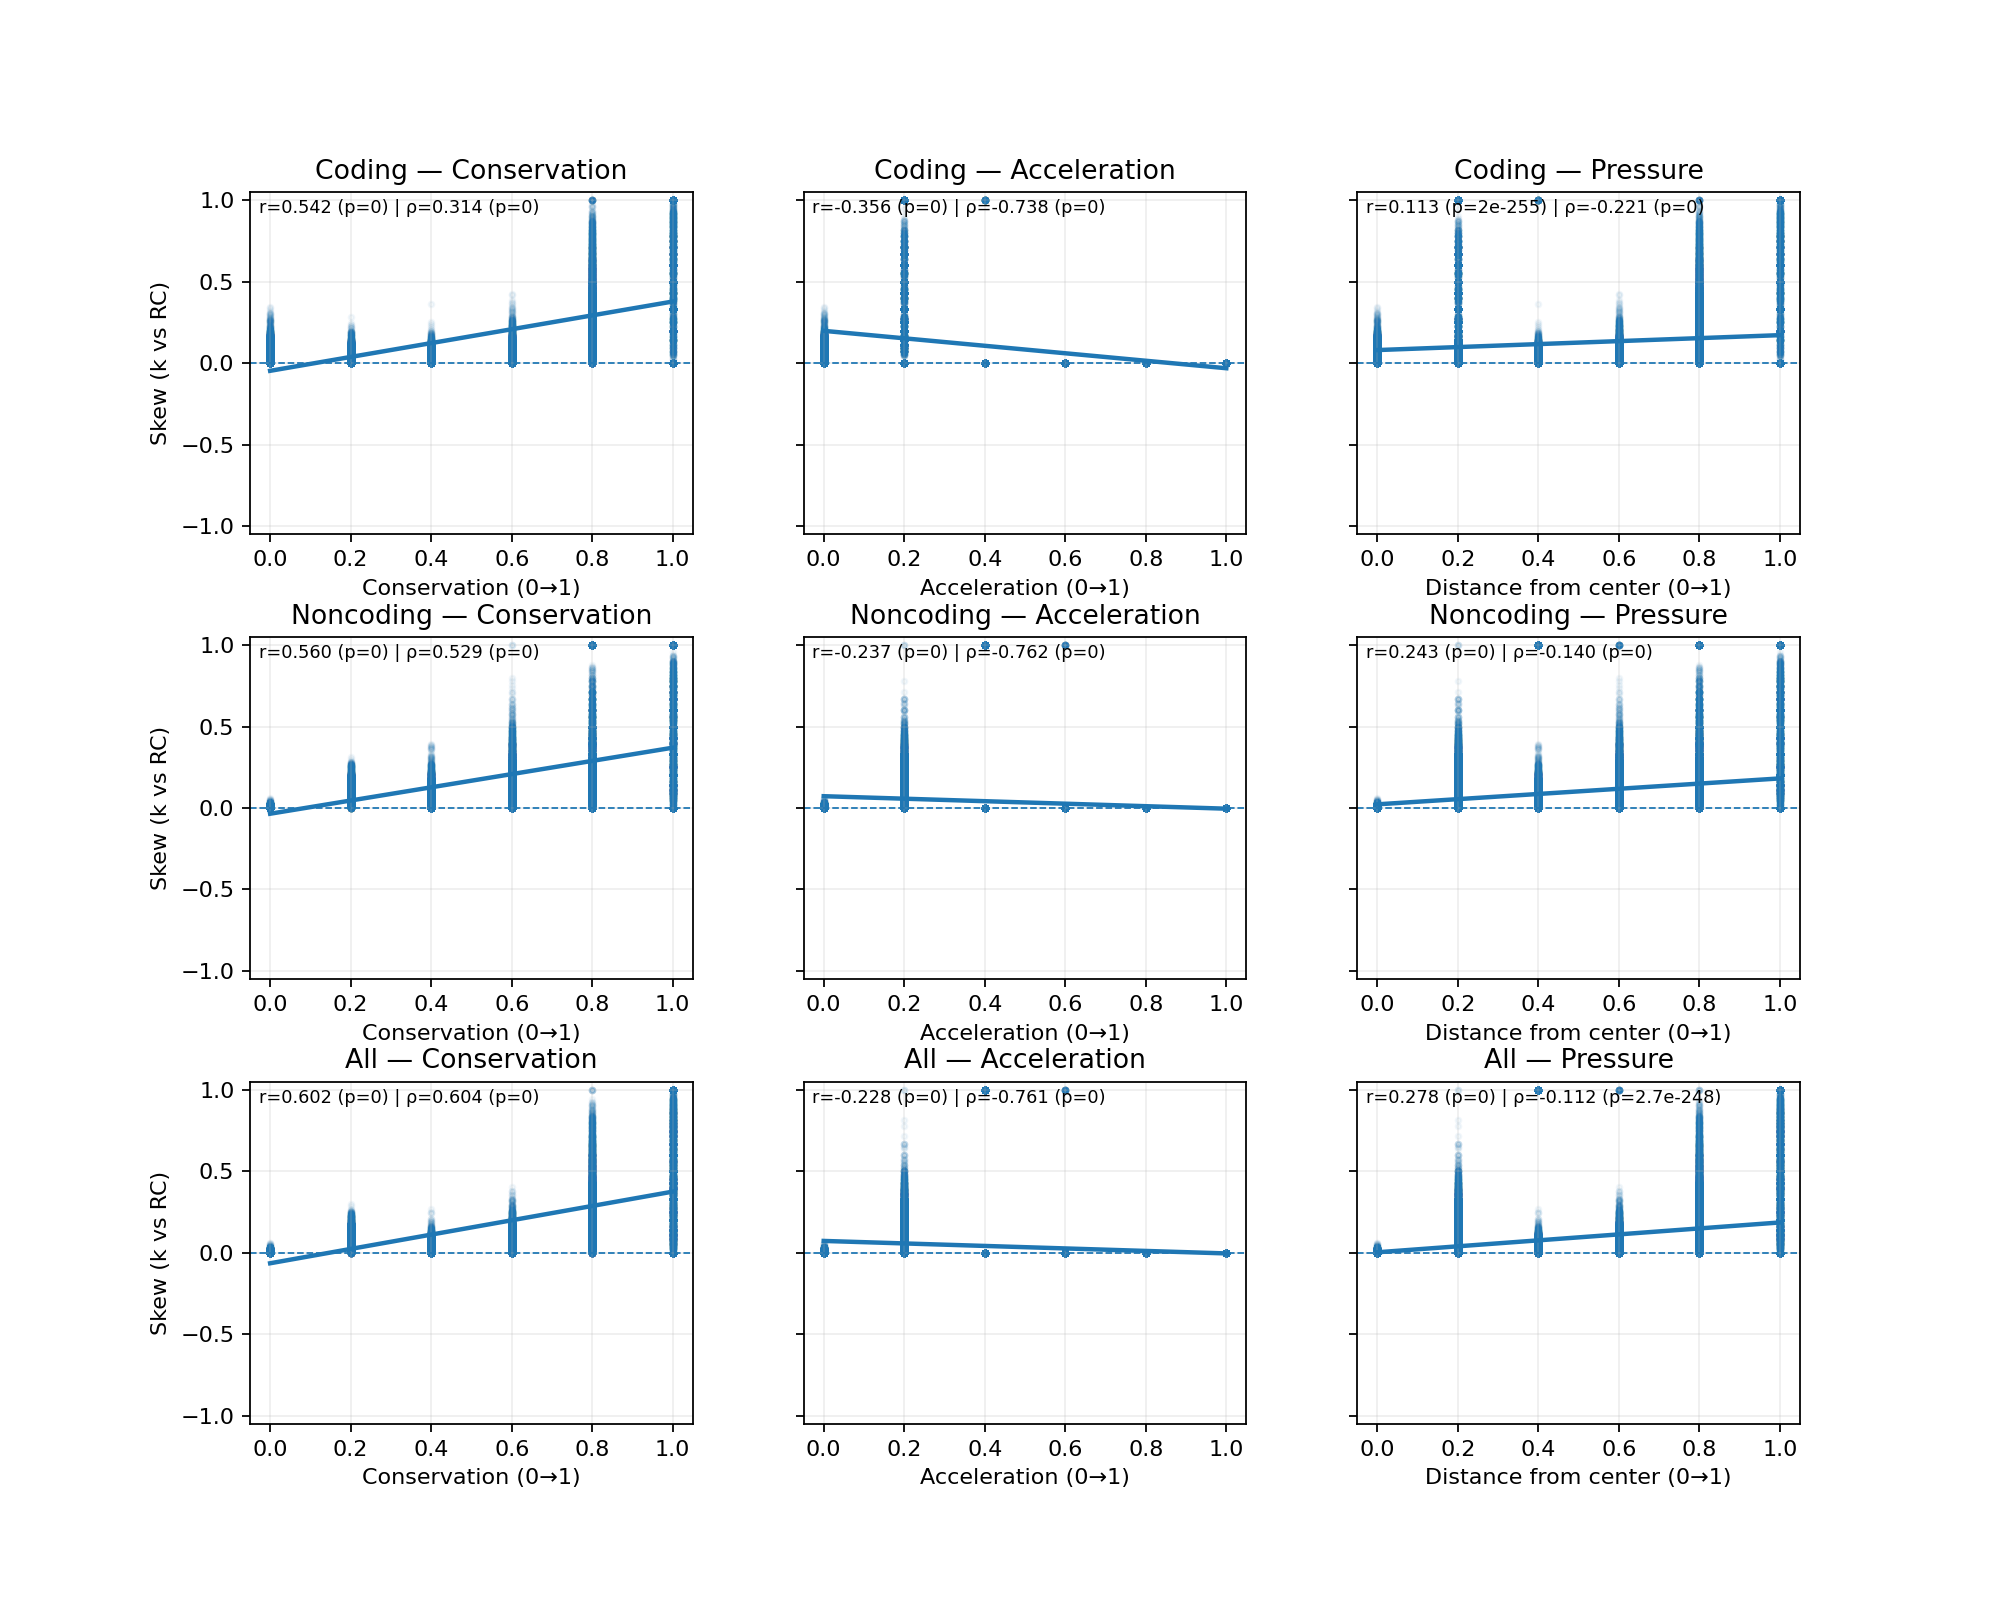 Coding — Conservation
Coding — Acceleration
Coding — Pressure
r=0.542 (p=0) | ρ=0.314 (p=0)
r=-0.356 (p=0) | ρ=-0.738 (p=0)
r=0.113 (p=2e-255) | ρ=-0.221 (p=0)
Skew (k vs RC)
1.0
0.5
0.0
−0.5
−1.0
0.0 0.2 0.4 0.6 0.8 1.0
0.0 0.2 0.4 0.6 0.8 1.0
0.0 0.2 0.4 0.6 0.8 1.0
Conservation (0→1)
Acceleration (0→1)
Distance from center (0→1)
Noncoding — Conservation
Noncoding — Acceleration
Noncoding — Pressure
r=0.560 (p=0) | ρ=0.529 (p=0)
r=-0.237 (p=0) | ρ=-0.762 (p=0)
r=0.243 (p=0) | ρ=-0.140 (p=0)
Skew (k vs RC)
1.0
0.5
0.0
−0.5
−1.0
0.0 0.2 0.4 0.6 0.8 1.0
0.0 0.2 0.4 0.6 0.8 1.0
0.0 0.2 0.4 0.6 0.8 1.0
Conservation (0→1)
Acceleration (0→1)
Distance from center (0→1)
All — Conservation
All — Acceleration
All — Pressure
r=0.602 (p=0) | ρ=0.604 (p=0)
r=-0.228 (p=0) | ρ=-0.761 (p=0)
r=0.278 (p=0) | ρ=-0.112 (p=2.7e-248)
Skew (k vs RC)
1.0
0.5
0.0
−0.5
−1.0
0.0 0.2 0.4 0.6 0.8 1.0
0.0 0.2 0.4 0.6 0.8 1.0
0.0 0.2 0.4 0.6 0.8 1.0
Conservation (0→1)
Acceleration (0→1)
Distance from center (0→1)